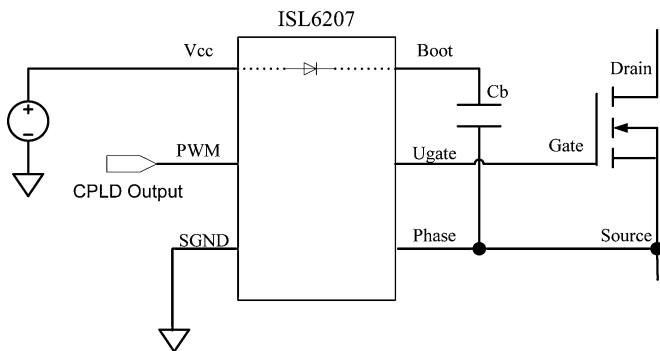 ISL6207
Vcc
Boot
Drain
Cb
PWM
Ugate
Gate
CPLD Output
SGND
Phase
Source